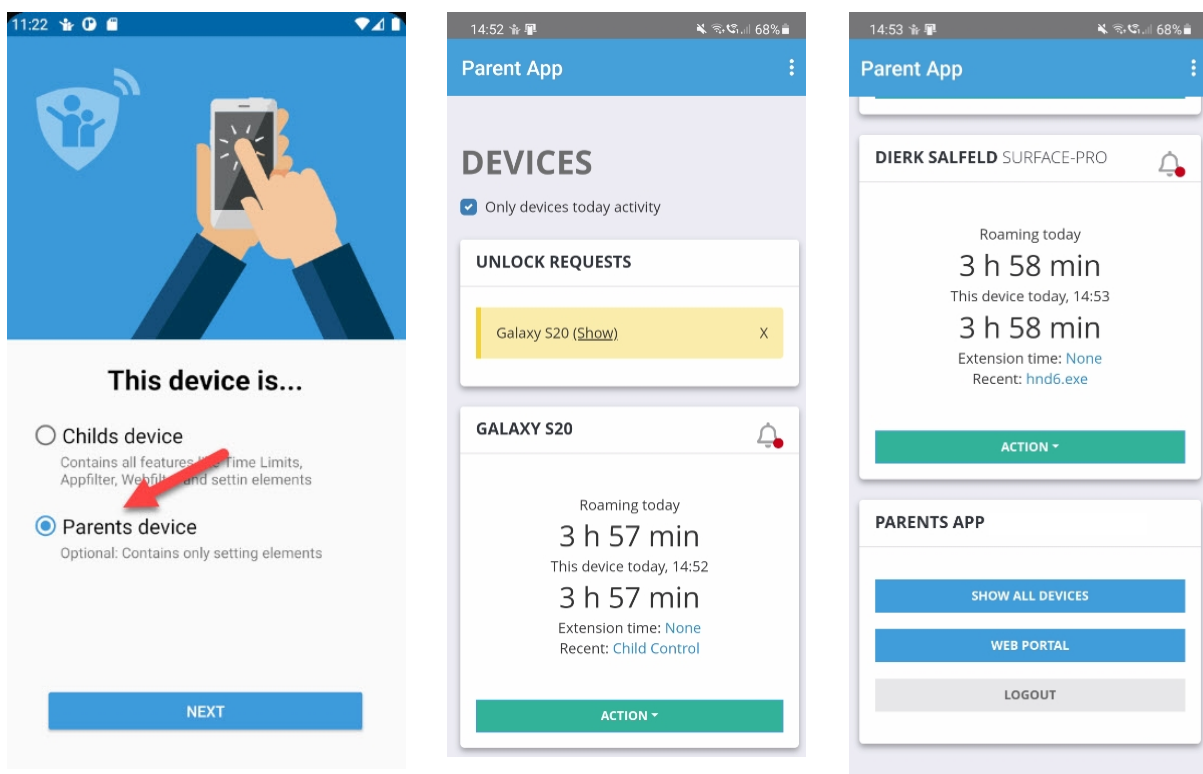 11:22
This device is...
Childs device
Contains all features Time Limits,
Appfilter, and settin elements
Parents device
Optional: Contains only setting elements
NEXT
14:52
68%
Parent App
DEVICES
Only devices today activity
UNLOCK REQUESTS
Galaxy S20 (Show) X
GALAXY S20
Roaming today
3 h 57 min
This device today, 14:52
3 h 57 min
Extension time: None
Recent: Child Control
ACTION
14:53
68%
Parent App
DIERK SALFELD SURFACE-PRO
Roaming today
3 h 58 min
This device today, 14:53
3 h 58 min
Extension time: None
Recent: hnd6.exe
ACTION
PARENTS APP
SHOW ALL DEVICES
WEB PORTAL
LOGOUT